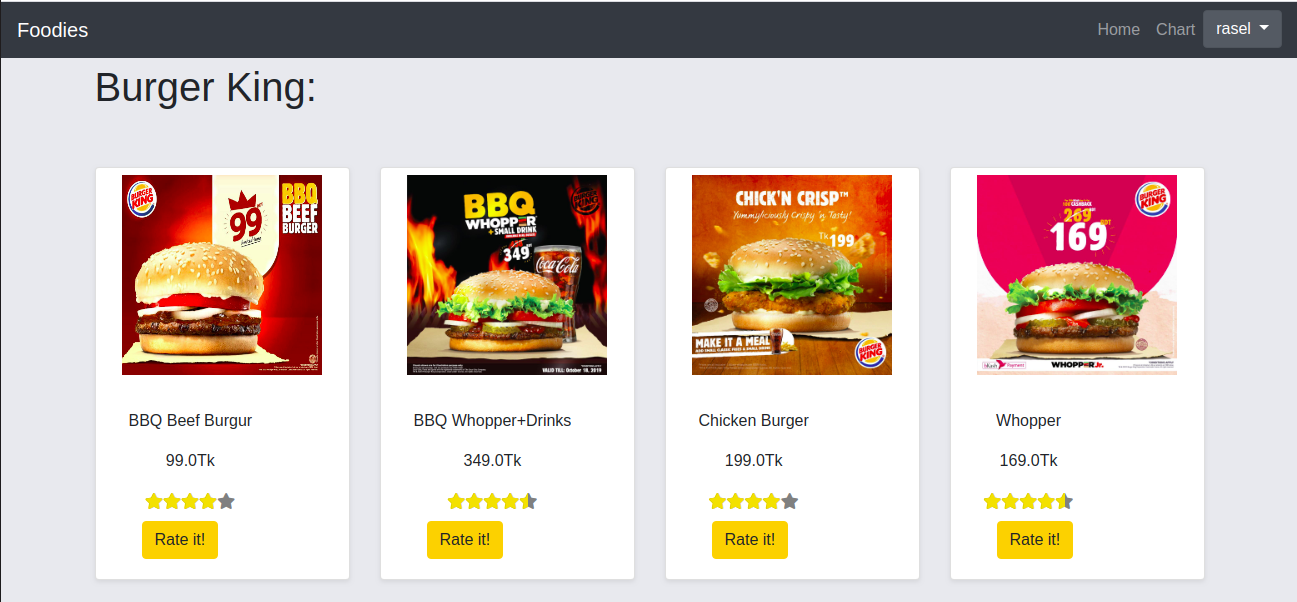 Foodies
Home Chart rasel
Burger King:
BURGER
KING
99
BBQ
BEEF
BURGER
BBQ
WHOPPER
+ SMALL DRINK
349
Coca-Cola
VALID TILL: October 18, 2019
CHICK'N CRISP™
Yummyliciously Crispy 'n Tasty!
Tk 199
MAKE IT A MEAL
BURGER
KING
BURGER
KING
269
169
WHOPPER Jr.
BBQ Beef Burgur
99.0Tk
Rate it!
BBQ Whopper+Drinks
349.0Tk
Rate it!
Chicken Burger
199.0Tk
Rate it!
Whopper
169.0Tk
Rate it!